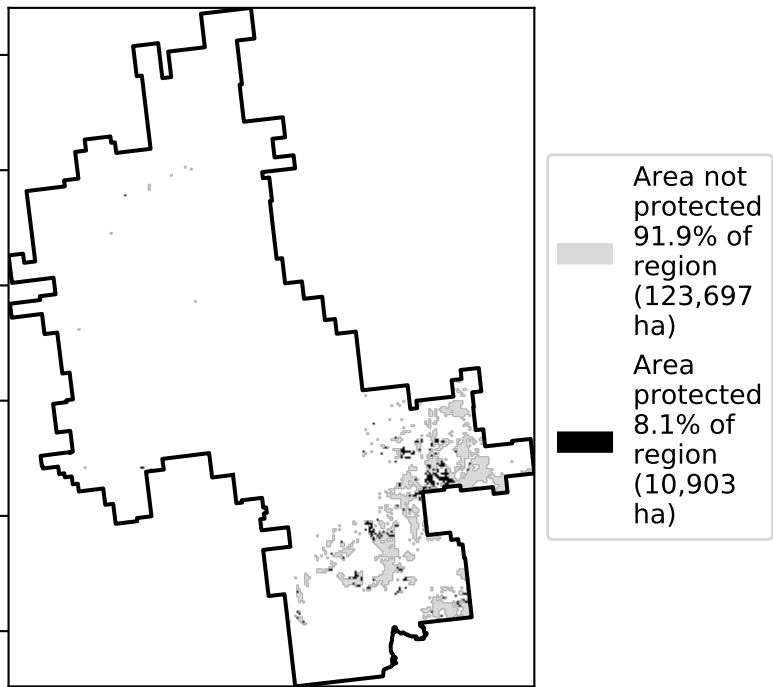 Area not
protected
91.9% of
region
(123,697
ha)
Area
protected
8.1% of
region
(10,903
ha)